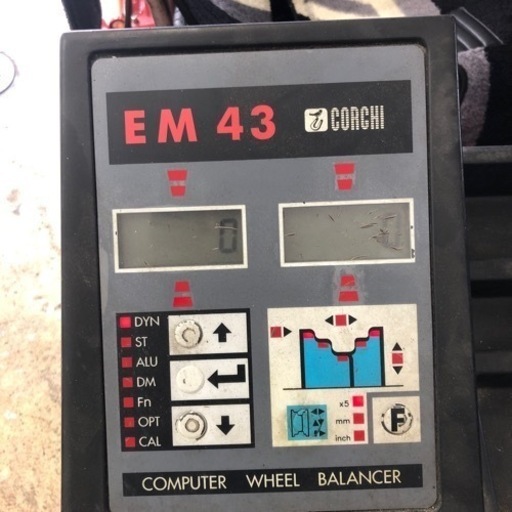 EM 43 CORGHI
0
DYN
ST
ALU
DM
Fn
OPT
CAL
x5
mm
inch
F
COMPUTER WHEEL BALANCER